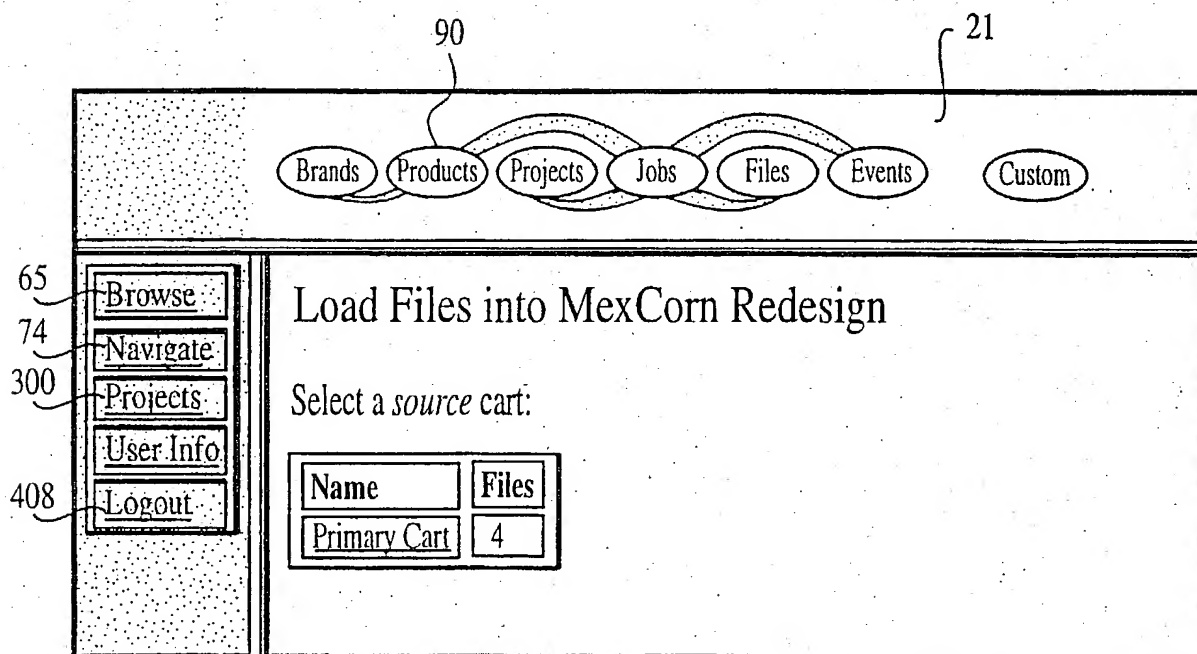 90
21
Brands Products Projects Jobs Files Events Custom
65
Browse
74
Navigate
300
Projects
User Info
408
Logout
Load Files into MexCorn Redesign
Select a source cart:
Name Files
Primary Cart 4